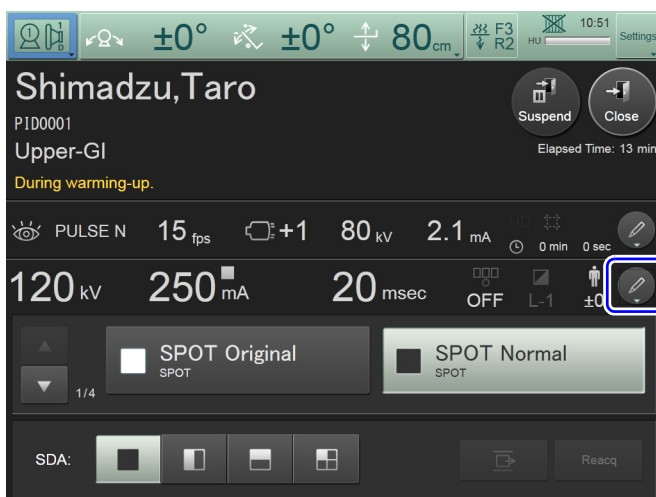 ±0° ±0° 80cm F3 R2 HU 10:51 Settings
Shimadzu,Taro
PID0001
Upper-GI
During warming-up.
Suspend Close
Elapsed Time: 13 min
PULSE N 15 fps +1 80 kV 2.1 mA HD 0 min 0 sec
120 kV 250 mA 20 msec OFF L-1 ±0
SPOT Original
SPOT
SPOT Normal
SPOT
1/4
SDA:
Reacq